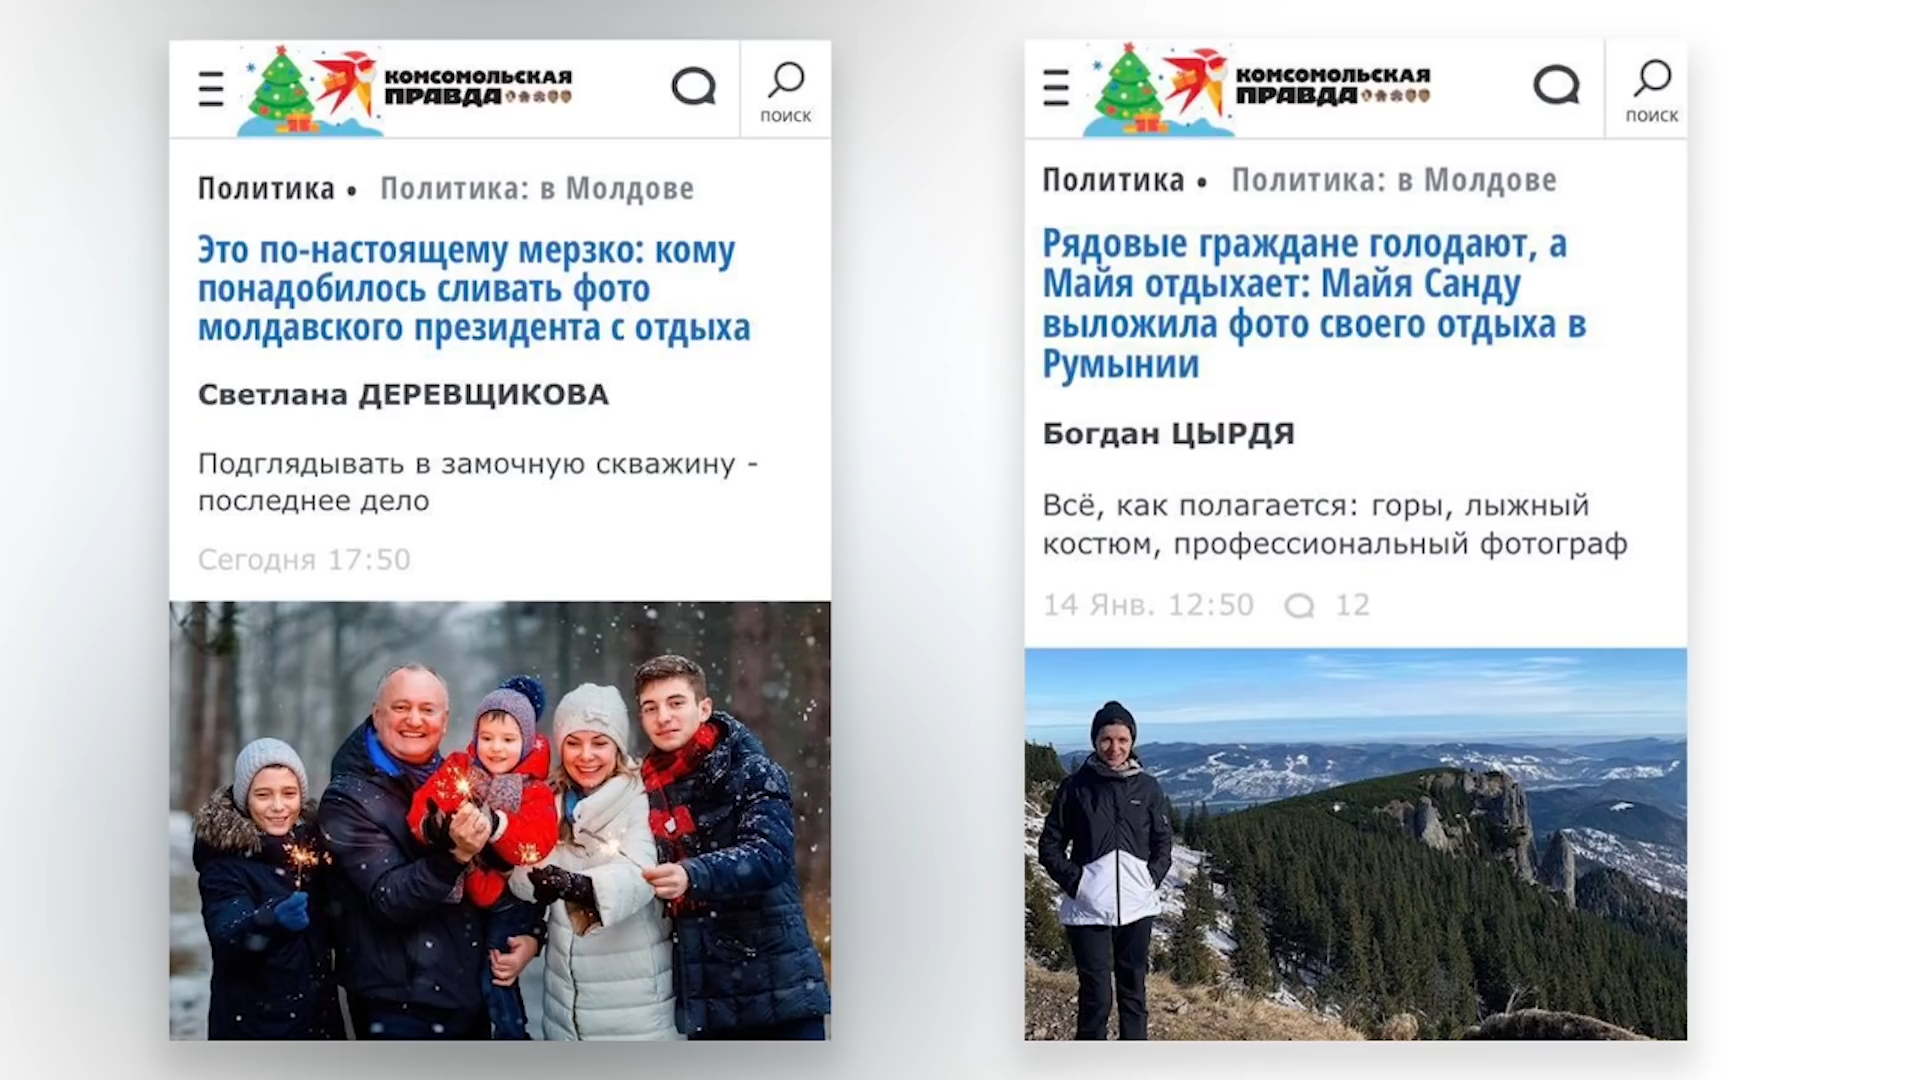 КОМСОМОЛЬСКАЯ
ПРАВДА
ПОИСК
Политика • Политика: в Молдове
Это по-настоящему мерзко: кому
понадобилось сливать фото
молдавского президента с отдыха
Светлана ДЕРЕВЩИКОВА
Подглядывать в замочную скважину -
последнее дело
Сегодня 17:50
КОМСОМОЛЬСКАЯ
ПРАВДА
ПОИСК
Политика • Политика: в Молдове
Рядовые граждане голодают, а
Майя отдыхает: Майя Санду
выложила фото своего отдыха в
Румынии
Богдан ЦЫРДЯ
Всё, как полагается: горы, лыжный
костюм, профессиональный фотограф
14 Янв. 12:50 12